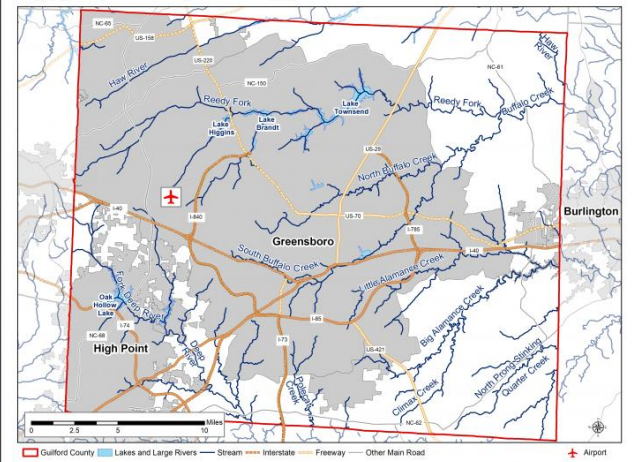 NC-65
US-158
US-220
Haw River
NC-150
NC-61
Haw River
Reedy Fork
Lake
Townsend
Reedy Fork
Buffalo Creek
Lake
Higgins
Lake
Brandt
US-29
North Buffalo Creek
I-40
I-840
US-70
Burlington
Greensboro
I-785
I-40
South Buffalo Creek
Little Alamance Creek
Oak
Hollow
Lake
Fork Deep River
I-74
I-85
Big Alamance Creek
NC-68
High Point
Deep
River
I-73
US-421
North Prong Stinking
Quarter Creek
Polecat
Creek
Climax Creek
NC-62
Miles
0 2.5 5 10
Guilford County Lakes and Large Rivers Stream Interstate Freeway Other Main Road Airport